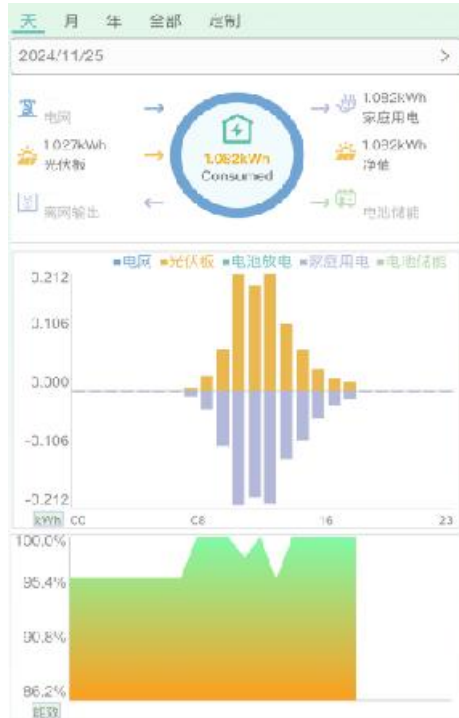 天 月 年 全部 定制
2024/11/25 >
电网
1.082kWh
家庭用电
1.027kWh
光伏板
1.082kWh
净值
1.082kWh
Consumed
离网输出
电池储能
电网 光伏板 电池放电 家庭用电 电池储能
0.212
0.106
0.000
-0.106
-0.212
kWh 00 08 16 23
100.0%
95.4%
90.8%
86.2%